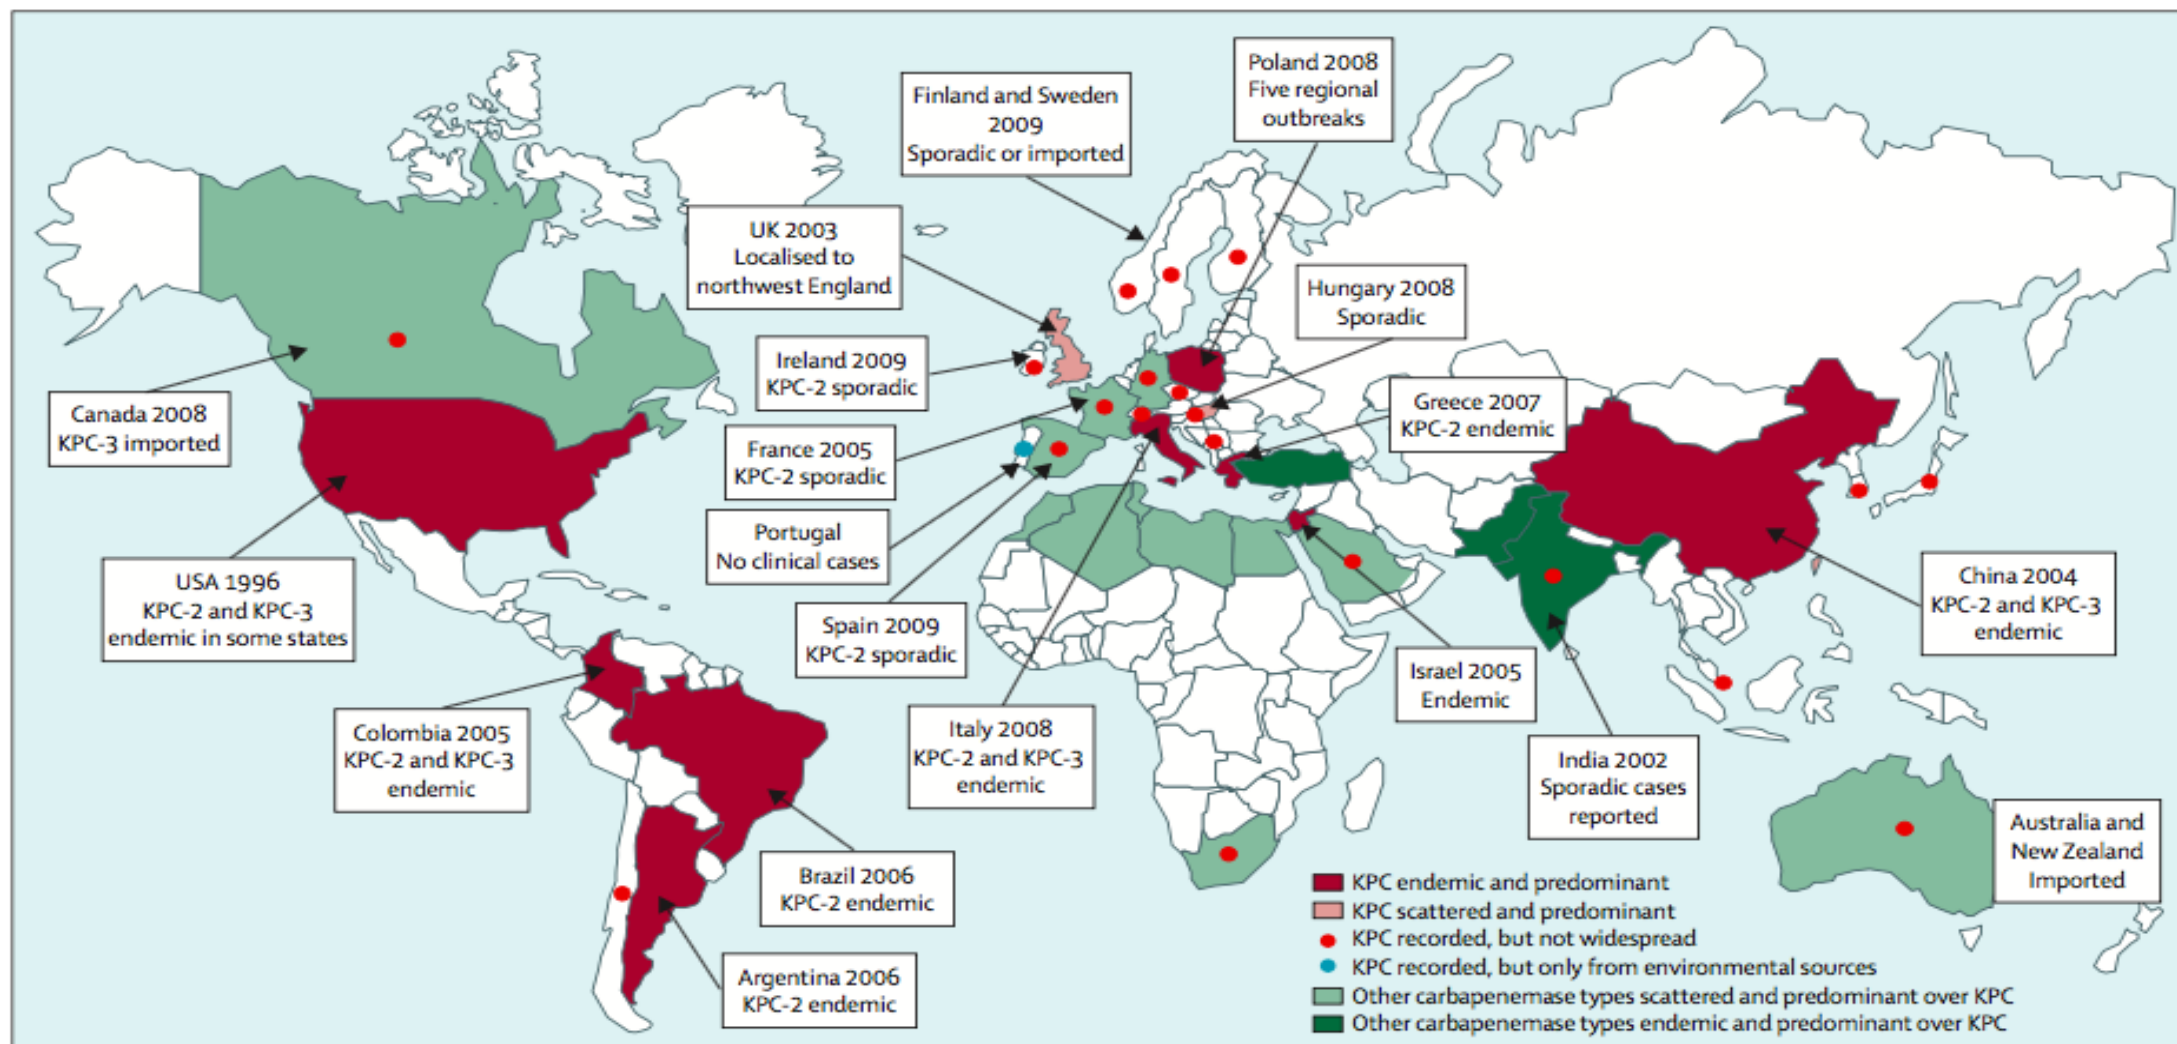 Poland 2008
Five regional
outbreaks
Finland and Sweden
2009
Sporadic or imported
UK 2003
Localised to
northwest England
Hungary 2008
Sporadic
Ireland 2009
KPC-2 sporadic
Canada 2008
KPC-3 imported
Greece 2007
KPC-2 endemic
France 2005
KPC-2 sporadic
Portugal
No clinical cases
USA 1996
KPC-2 and KPC-3
endemic in some states
China 2004
KPC-2 and KPC-3
endemic
Spain 2009
KPC-2 sporadic
Israel 2005
Endemic
Colombia 2005
KPC-2 and KPC-3
endemic
Italy 2008
KPC-2 and KPC-3
endemic
India 2002
Sporadic cases
reported
Australia and
New Zealand
Imported
Brazil 2006
KPC-2 endemic
Argentina 2006
KPC-2 endemic
KPC endemic and predominant
KPC scattered and predominant
KPC recorded, but not widespread
KPC recorded, but only from environmental sources
Other carbapenemase types scattered and predominant over KPC
Other carbapenemase types endemic and predominant over KPC